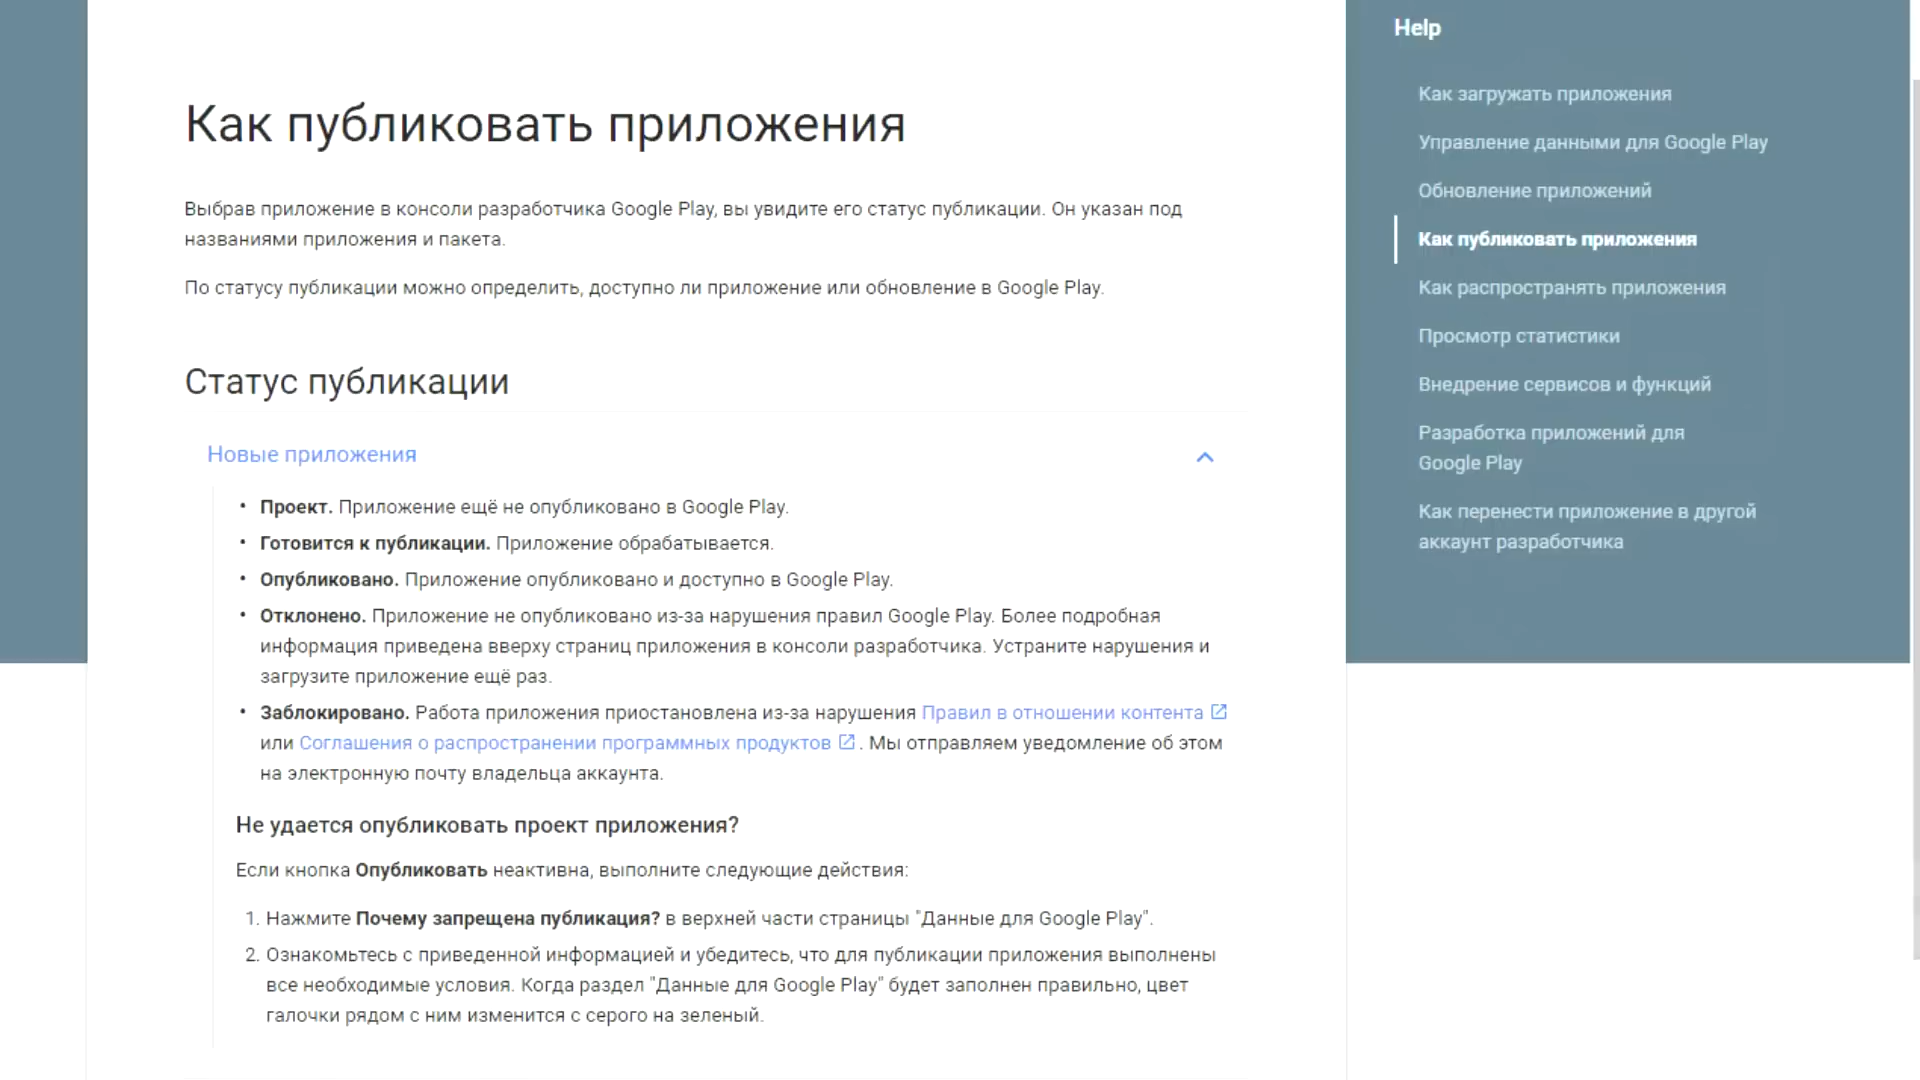 Как публиковать приложения
Выбрав приложение в консоли разработчика Google Play, вы увидите его статус публикации. Он указан под
названиями приложения и пакета.
По статусу публикации можно определить, доступно ли приложение или обновление в Google Play.
Статус публикации
Новые приложения
• Проект. Приложение ещё не опубликовано в Google Play.
• Готовится к публикации. Приложение обрабатывается.
• Опубликовано. Приложение опубликовано и доступно в Google Play.
• Отклонено. Приложение не опубликовано из-за нарушения правил Google Play. Более подробная
информация приведена вверху страниц приложения в консоли разработчика. Устраните нарушения и
загрузите приложение ещё раз.
• Заблокировано. Работа приложения приостановлена из-за нарушения Правил в отношении контента
или Соглашения о распространении программных продуктов. Мы отправляем уведомление об этом
на электронную почту владельца аккаунта.
Не удается опубликовать проект приложения?
Если кнопка Опубликовать неактивна, выполните следующие действия:
1. Нажмите Почему запрещена публикация? в верхней части страницы "Данные для Google Play".
2. Ознакомьтесь с приведенной информацией и убедитесь, что для публикации приложения выполнены
все необходимые условия. Когда раздел "Данные для Google Play" будет заполнен правильно, цвет
галочки рядом с ним изменится с серого на зеленый.
Help
Как загружать приложения
Управление данными для Google Play
Обновление приложений
Как публиковать приложения
Как распространять приложения
Просмотр статистики
Внедрение сервисов и функций
Разработка приложений для
Google Play
Как перенести приложение в другой
аккаунт разработчика